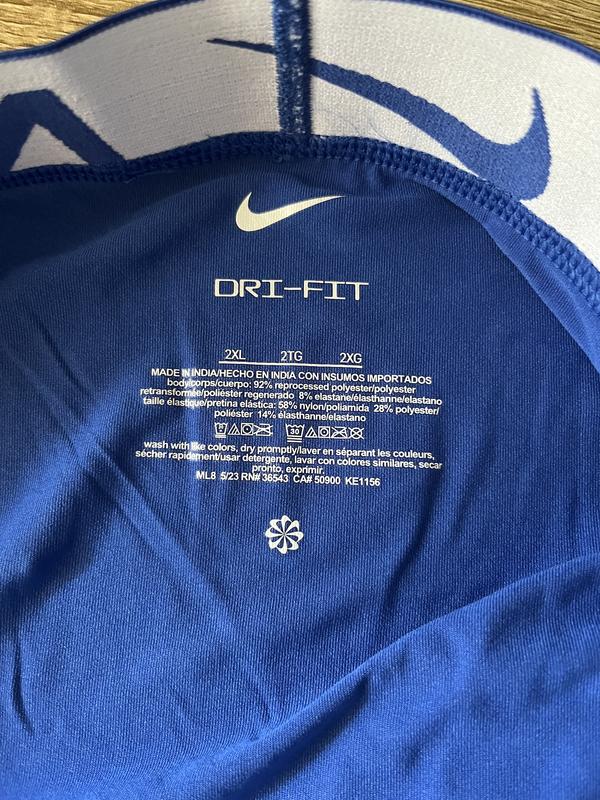 DRI-FIT
2XL 2TG 2XG
MADE IN INDIA/HECHO EN INDIA CON INSUMOS IMPORTADOS
body/corps/cuerpo: 92% reprocessed polyester/polyester
retransformée/poliéster regenerado 8% elastane/élasthanne/elastano
taille élastique/pretina elástica: 58% nylon/poliamida 28% polyester/
poliéster 14% élasthanne/elastano
30
wash with like colors, dry promptly/laver en séparant les couleurs,
sécher rapidement/usar detergente, lavar con colores similares, secar
pronto, exprimir.
ML8 5/23 RN# 36543 CA# 50900 KE1156